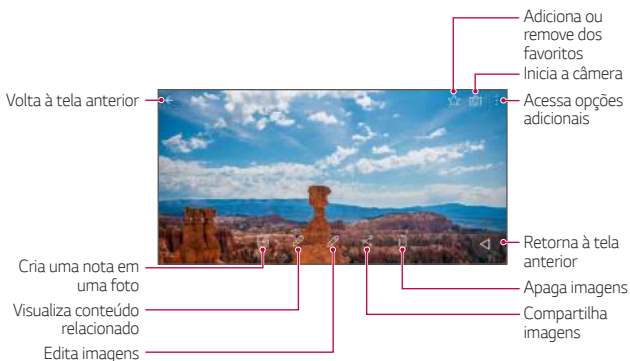 Adiciona ou
remove dos
favoritos
Inicia a câmera
Volta à tela anterior
Acessa opções
adicionais
Retorna à tela
anterior
Cria uma nota em
uma foto
Apaga imagens
Visualiza conteúdo
relacionado
Compartilha
imagens
Edita imagens